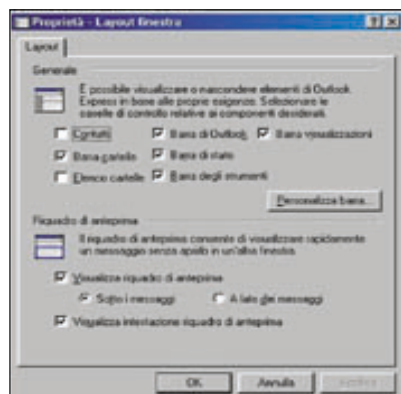 Proprietà - Layout finestra
Layout
Generale
È possibile visualizzare o nascondere elementi di Outlook
Express in base alle proprie esigenze. Selezionare le
caselle di controllo relative ai componenti desiderati.
Contatti Barra di Outlook Barra visualizzazioni
Barra cartelle Barra di stato
Elenco cartelle Barra degli strumenti
Personalizza barra...
Riquadro di anteprima
Il riquadro di anteprima consente di visualizzare rapidamente
un messaggio senza aprirlo in un'altra finestra.
Visualizza riquadro di anteprima
Sotto i messaggi A lato dei messaggi
Visualizza intestazione riquadro di anteprima
OK Annulla Applica